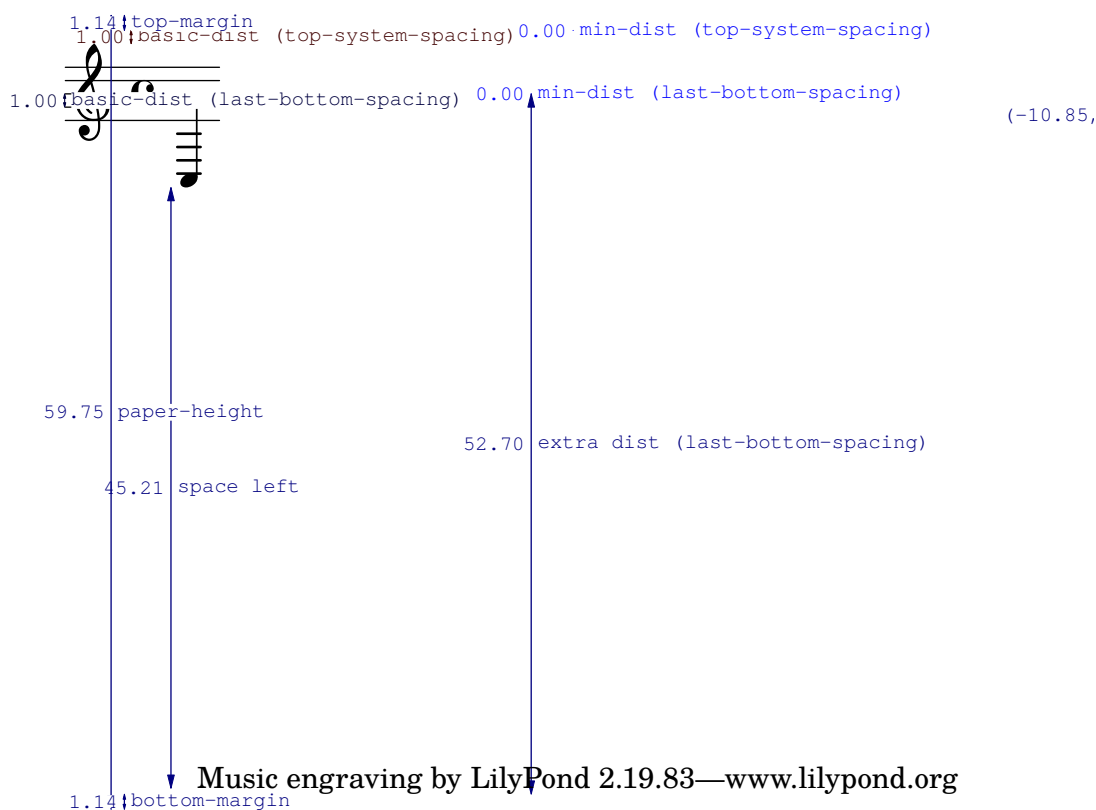 1.14 top-margin
1.00 basic-dist (top-system-spacing) 0.00 min-dist (top-system-spacing)
1.00 basic-dist (last-bottom-spacing) 0.00 min-dist (last-bottom-spacing)
(-10.85,
59.75 paper-height
52.70 extra dist (last-bottom-spacing)
45.21 space left
Music engraving by LilyPond 2.19.83—www.lilypond.org
1.14 bottom-margin